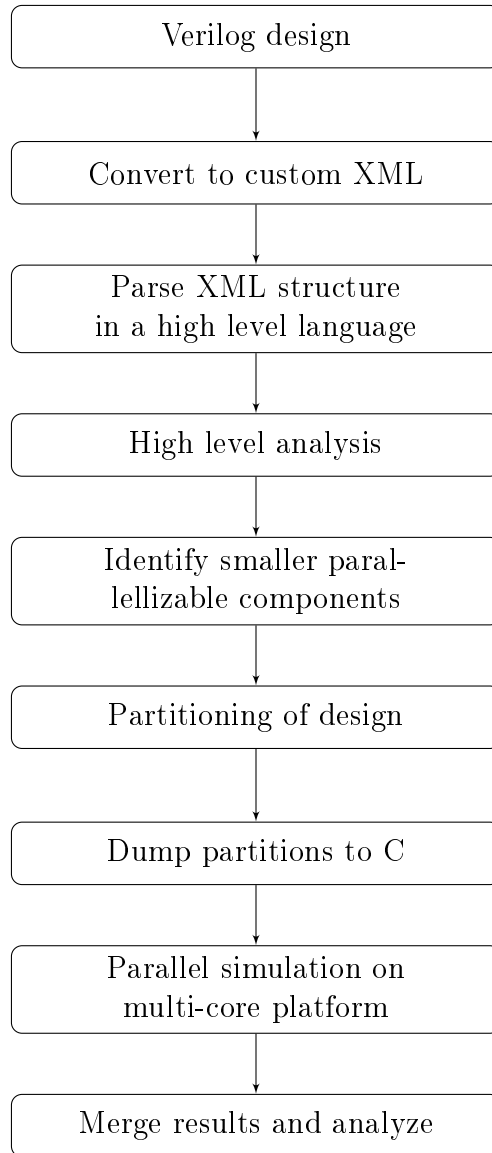 Verilog design
Convert to custom XML
Parse XML structure
in a high level language
High level analysis
Identify smaller paral-
lellizable components
Partitioning of design
Dump partitions to C
Parallel simulation on
multi-core platform
Merge results and analyze